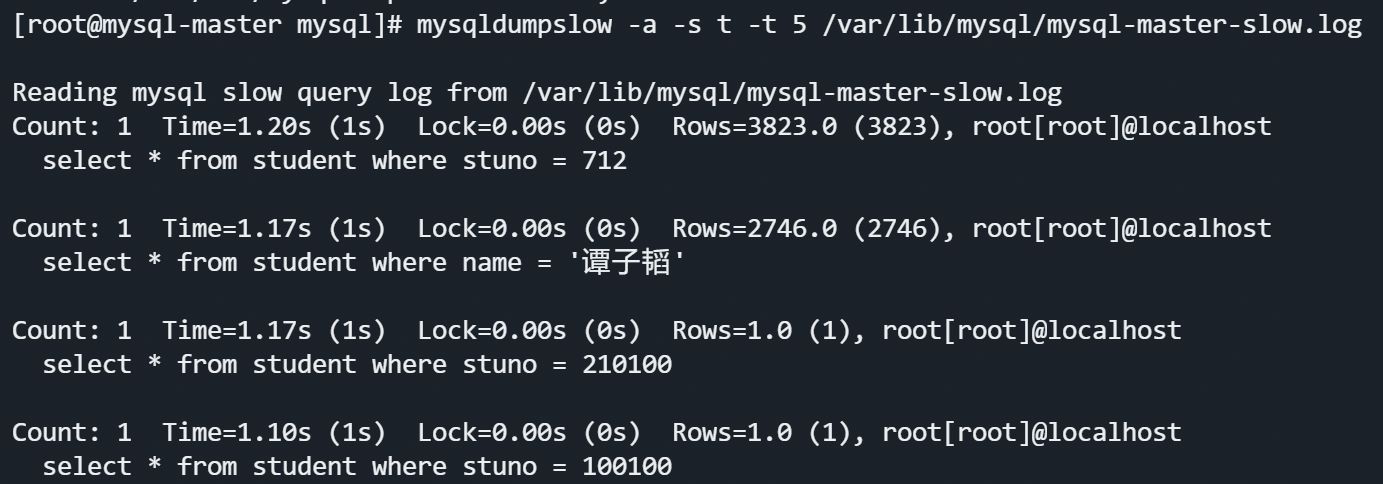 [root@mysql-master mysql]# mysqldumpslow -a -s t -t 5 /var/lib/mysql/mysql-master-slow.log
Reading mysql slow query log from /var/lib/mysql/mysql-master-slow.log
Count: 1  Time=1.20s (1s)  Lock=0.00s (0s)  Rows=3823.0 (3823), root[root]@localhost
  select * from student where stuno = 712
Count: 1  Time=1.17s (1s)  Lock=0.00s (0s)  Rows=2746.0 (2746), root[root]@localhost
  select * from student where name = '谭子韬'
Count: 1  Time=1.17s (1s)  Lock=0.00s (0s)  Rows=1.0 (1), root[root]@localhost
  select * from student where stuno = 210100
Count: 1  Time=1.10s (1s)  Lock=0.00s (0s)  Rows=1.0 (1), root[root]@localhost
  select * from student where stuno = 100100